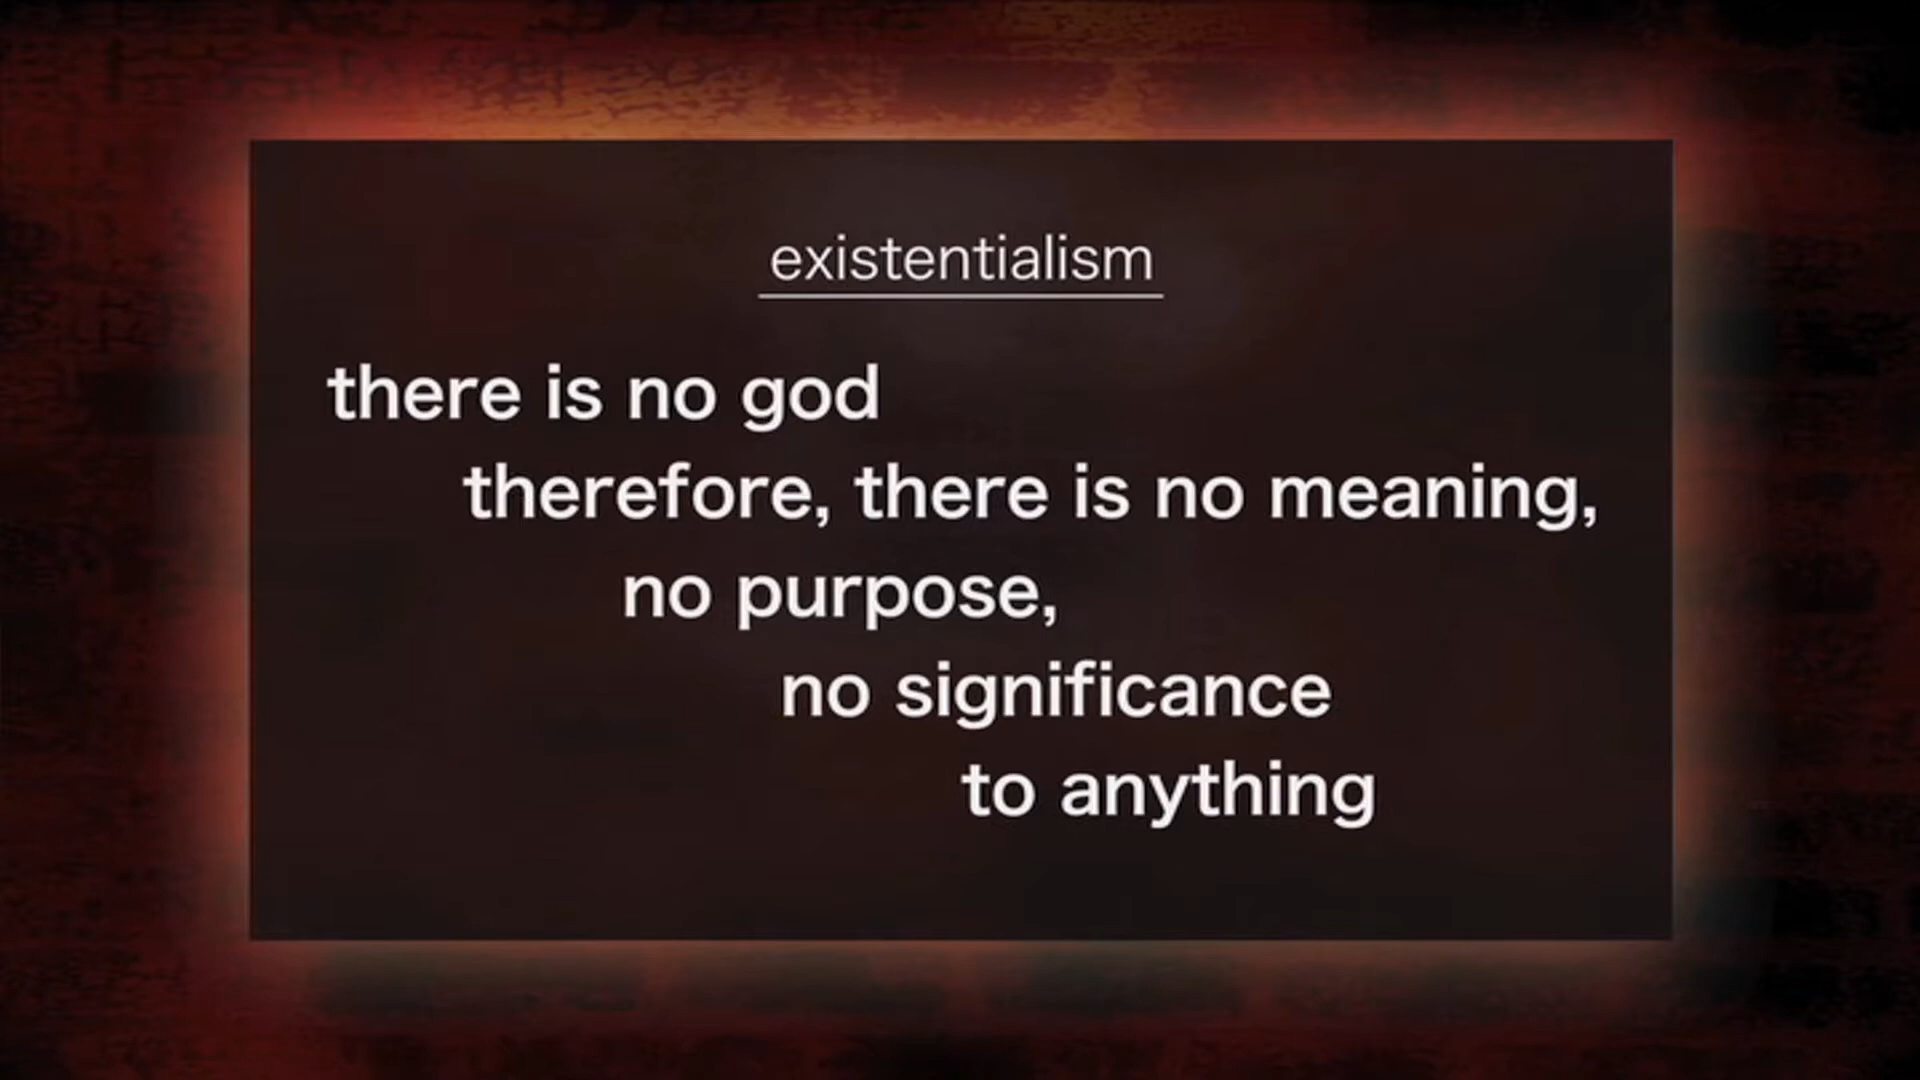 existentialism
there is no god
therefore, there is no meaning,
no purpose,
no significance
to anything